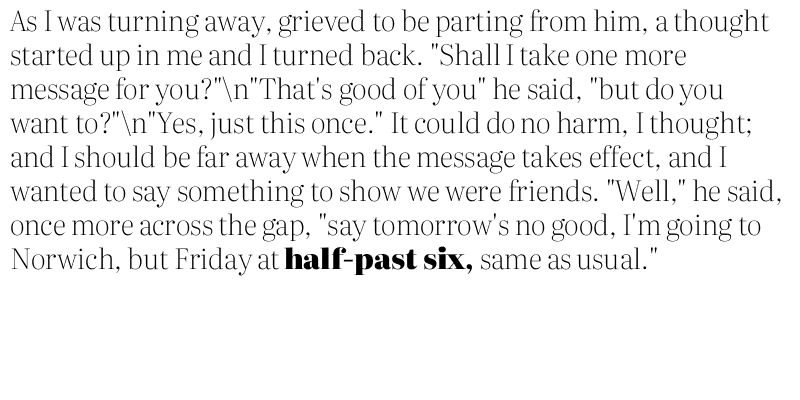 As I was turning away, grieved to be parting from him, a thought
started up in me and I turned back. "Shall I take one more
message for you?"\n"That's good of you" he said, "but do you
want to?"\n"Yes, just this once." It could do no harm, I thought;
and I should be far away when the message takes effect, and I
wanted to say something to show we were friends. "Well," he said,
once more across the gap, "say tomorrow's no good, I'm going to
Norwich, but Friday at half-past six, same as usual."